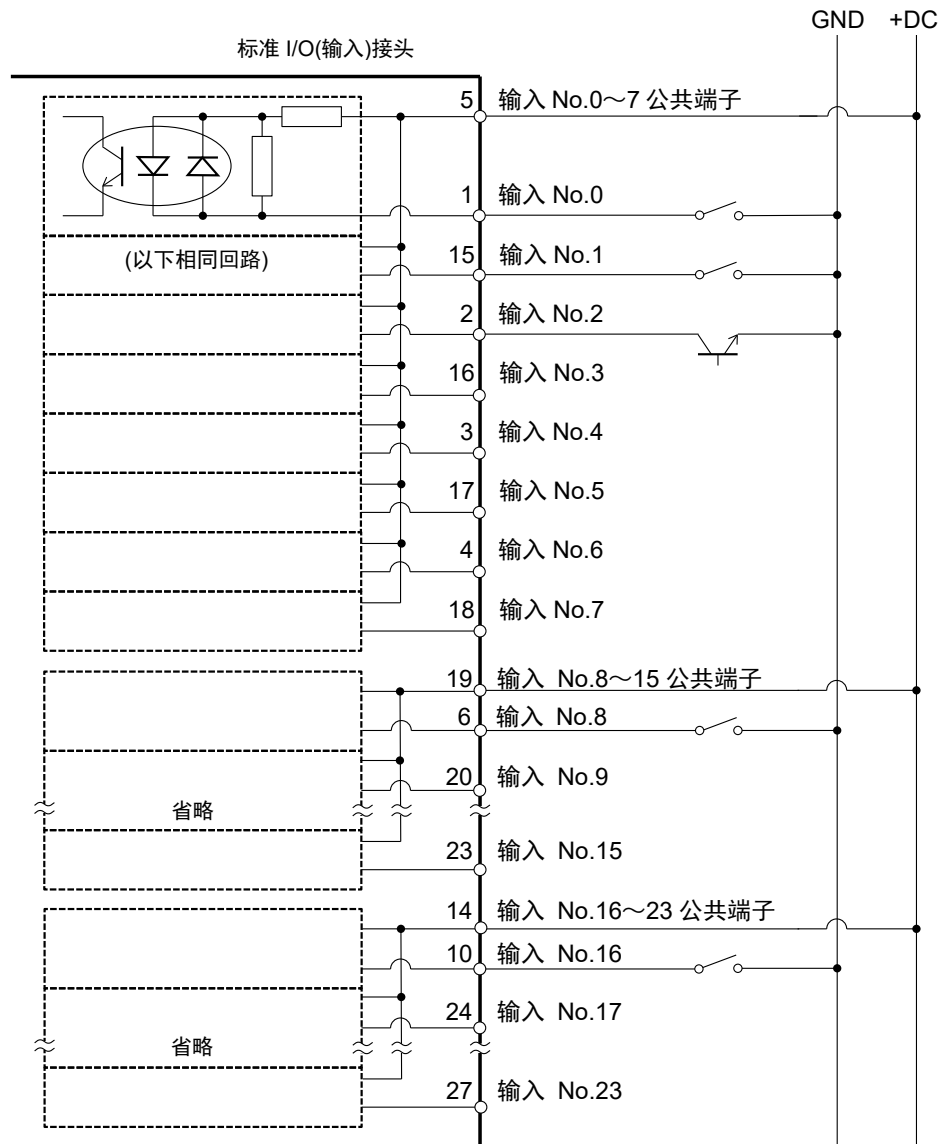 GND +DC
标准 I/O(输入)接头
5 输入 No.0～7 公共端子
1 输入 No.0
(以下相同回路)
15 输入 No.1
2 输入 No.2
16 输入 No.3
3 输入 No.4
17 输入 No.5
4 输入 No.6
18 输入 No.7
19 输入 No.8～15 公共端子
6 输入 No.8
20 输入 No.9
省略
23 输入 No.15
14 输入 No.16～23 公共端子
10 输入 No.16
24 输入 No.17
省略
27 输入 No.23